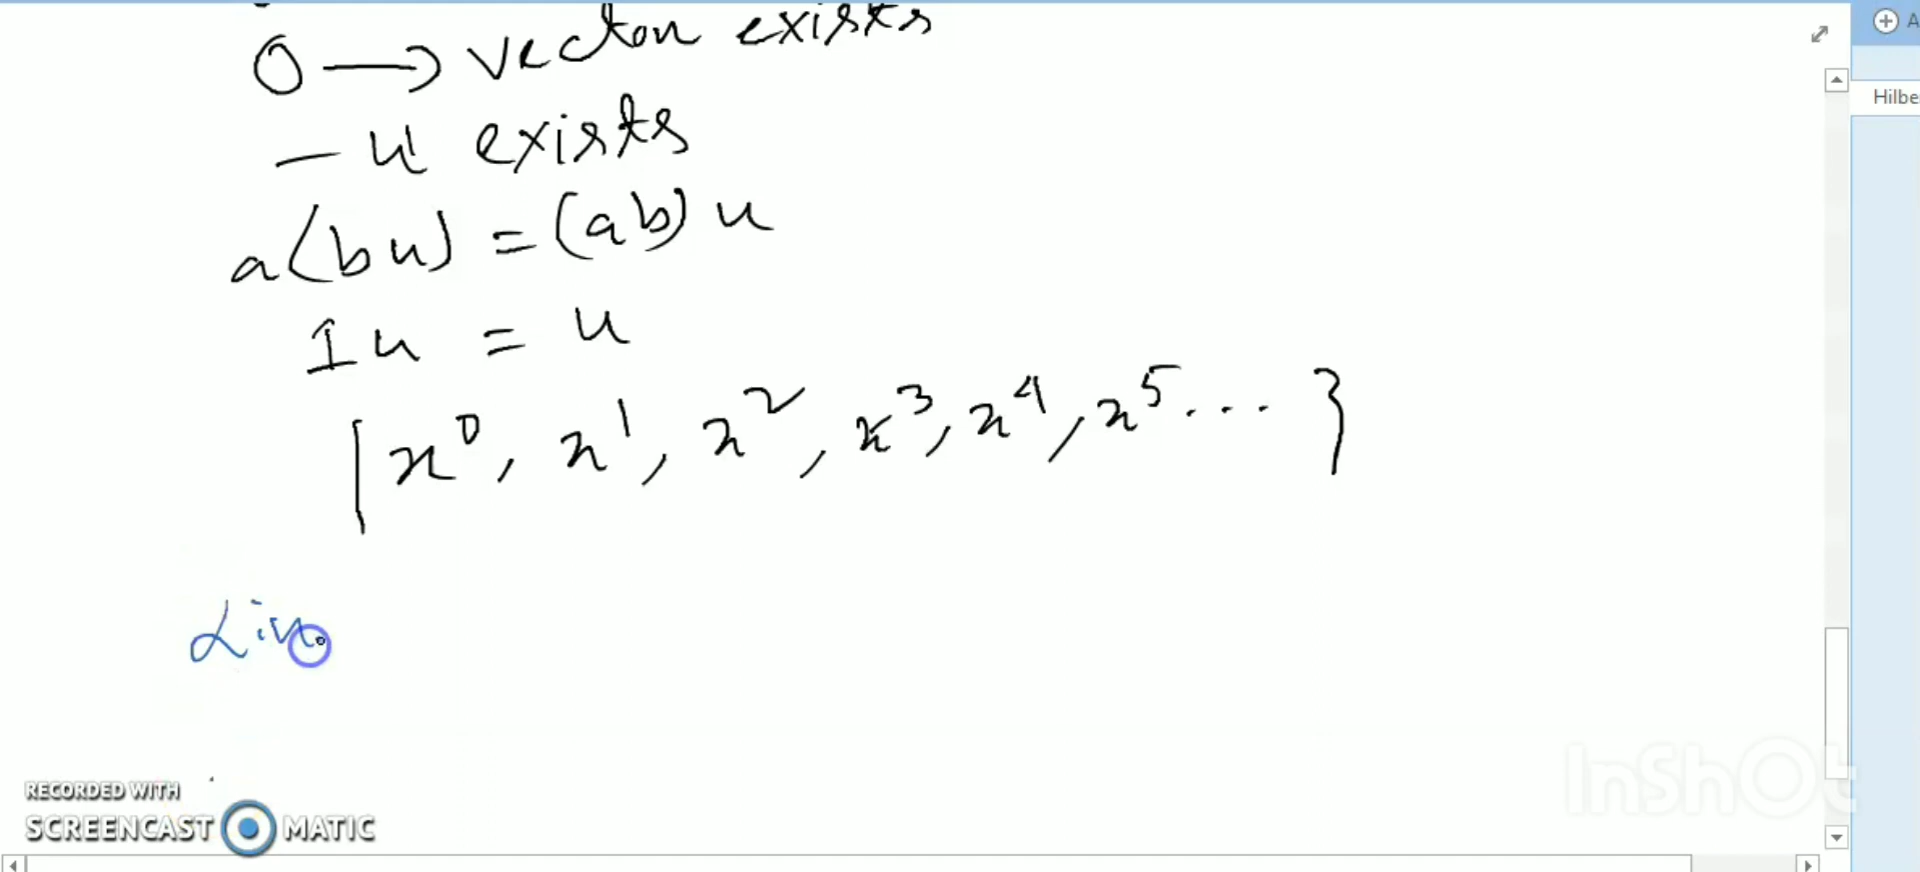 0 → vector exists
- u exists
a(bu) = (ab) u
1u = u
{ x⁰, x¹, x², x³, x⁴, x⁵... }
Lin
RECORDED WITH
SCREENCAST MATIC
InShOt
A
Hilbe